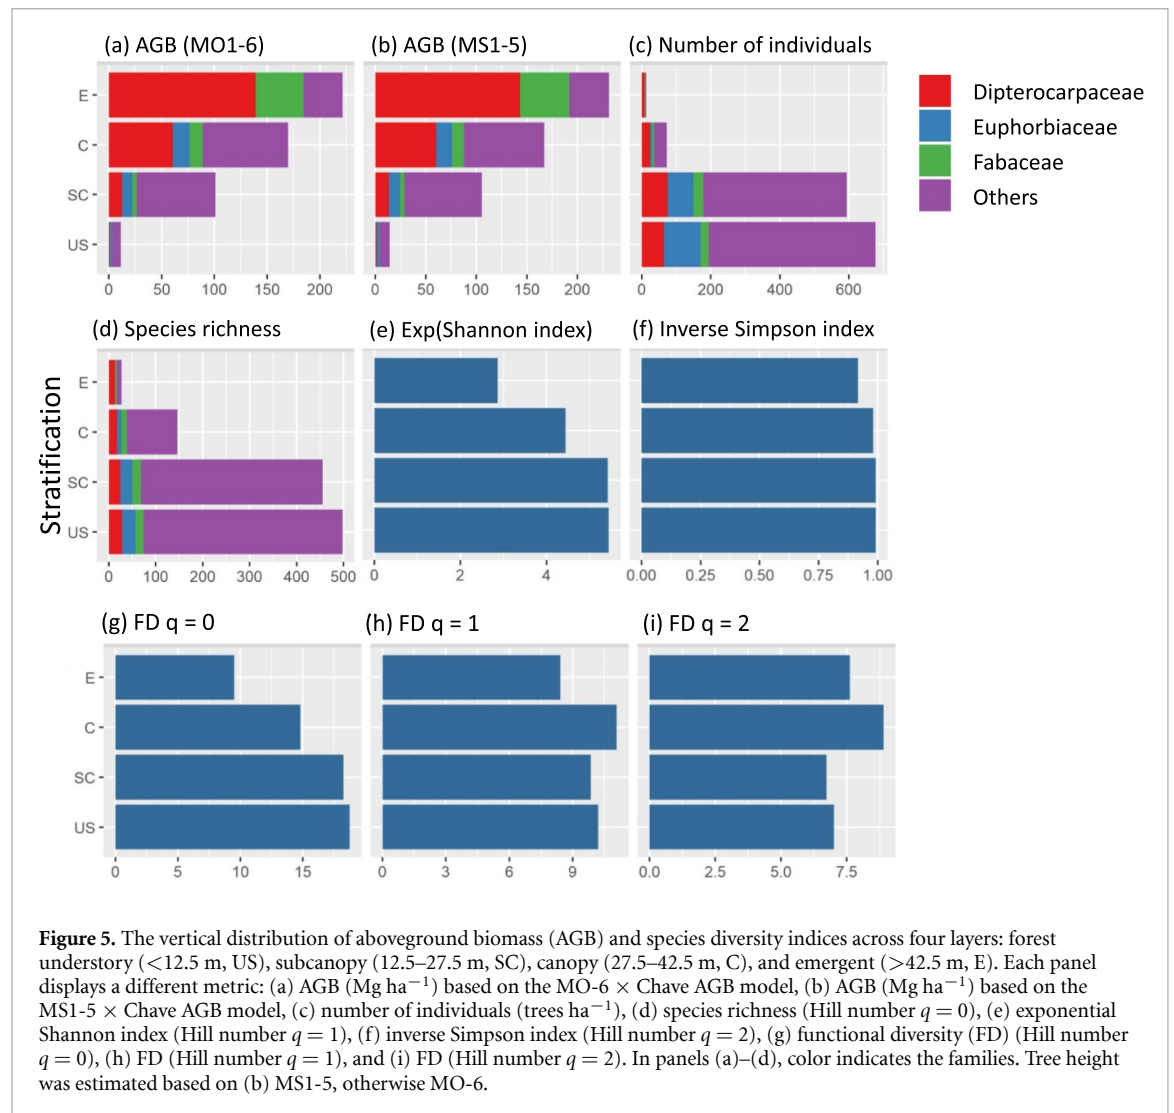 (a) AGB (MO1-6)
(b) AGB (MS1-5)
(c) Number of individuals
E
C
SC
US
0 50 100 150 200
0 50 100 150 200
0 200 400 600
Dipterocarpaceae
Euphorbiaceae
Fabaceae
Others
Stratification
(d) Species richness
(e) Exp(Shannon index)
(f) Inverse Simpson index
E
C
SC
US
0 100 200 300 400 500
0 2 4
0.00 0.25 0.50 0.75 1.00
(g) FD q = 0
(h) FD q = 1
(i) FD q = 2
E
C
SC
US
0 5 10 15
0 3 6 9
0.0 2.5 5.0 7.5
Figure 5. The vertical distribution of aboveground biomass (AGB) and species diversity indices across four layers: forest
understory (<12.5 m, US), subcanopy (12.5–27.5 m, SC), canopy (27.5–42.5 m, C), and emergent (>42.5 m, E). Each panel
displays a different metric: (a) AGB (Mg ha⁻¹) based on the MO-6 × Chave AGB model, (b) AGB (Mg ha⁻¹) based on the
MS1-5 × Chave AGB model, (c) number of individuals (trees ha⁻¹), (d) species richness (Hill number q = 0), (e) exponential
Shannon index (Hill number q = 1), (f) inverse Simpson index (Hill number q = 2), (g) functional diversity (FD) (Hill number
q = 0), (h) FD (Hill number q = 1), and (i) FD (Hill number q = 2). In panels (a)–(d), color indicates the families. Tree height
was estimated based on (b) MS1-5, otherwise MO-6.